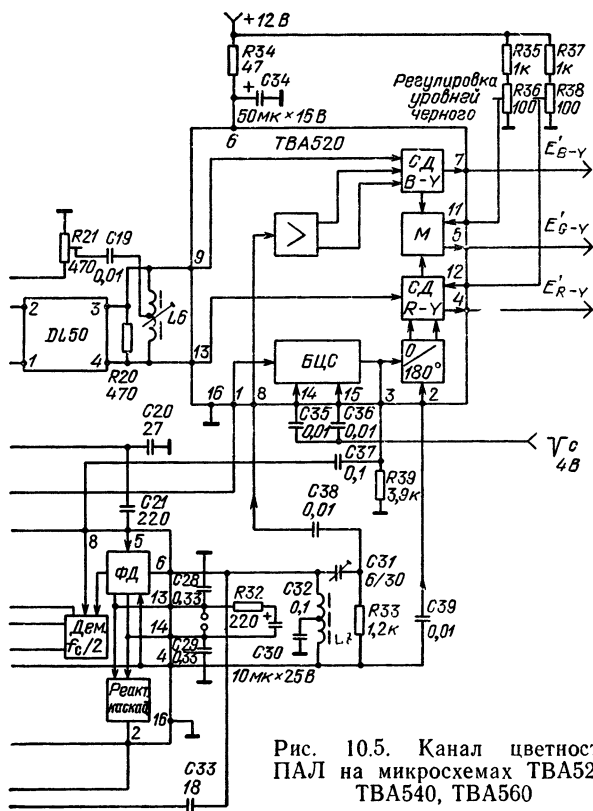 +12В
R34
47
+ C34
50мк×15В
R35
1к
R37
1к
R36
100
R38
100
Регулировка
уровней
черного
6
TBA520
СД
B-Y
7
E'B-Y
11
>
М
5
E'G-Y
12
СД
R-Y
4
E'R-Y
R21
470
C19
0,01
9
L6
2
3
DL50
1
4
R20
470
13
БЦС
0
180°
16
1
8
14
15
3
2
C35
0,01
C36
0,01
C20
27
C37
0,1
4В
R39
3,9к
C21
220
C38
0,01
8
5
ФД
6
C28
0,33
13
R32
220
+
C32
0,1
C31
6/30
R33
1,2к
C39
0,01
Дем.
fc/2
14
C29
0,33
C30
4
10мк×25В
Реакт.
каскад
16
2
C33
18
Рис. 10.5. Канал цветност
ПАЛ на микросхемах TBA52
TBA540, TBA560